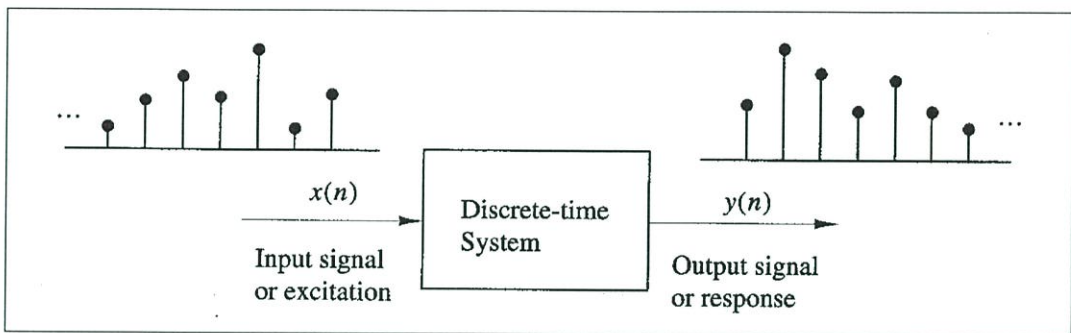 ...
...
x(n)
Discrete-time
System
y(n)
Input signal
or excitation
Output signal
or response